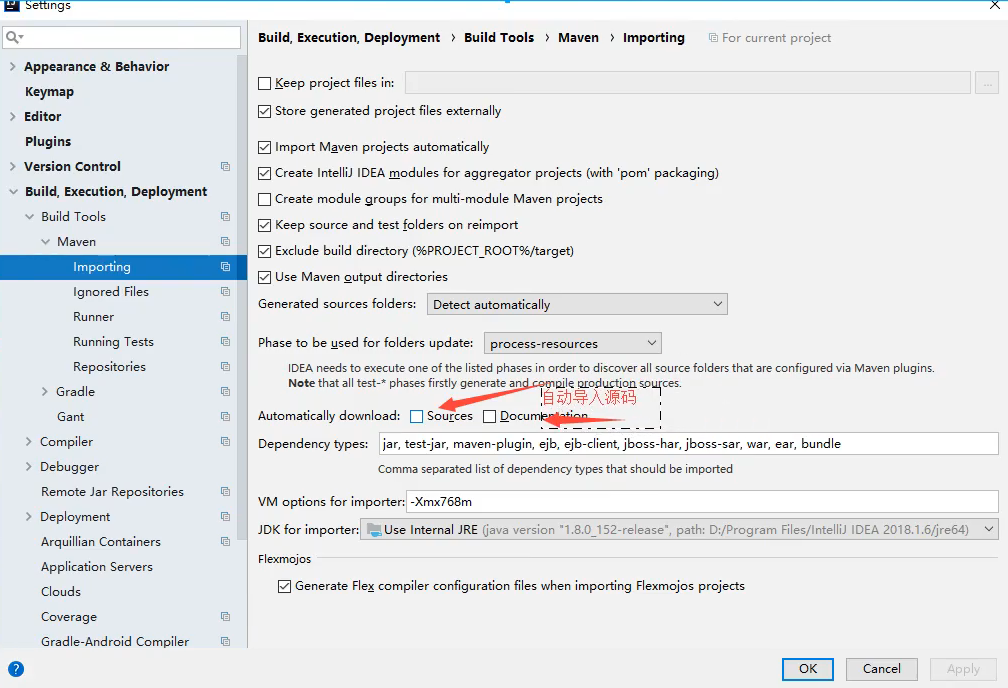 Settings
Build, Execution, Deployment › Build Tools › Maven › Importing For current project
Appearance & Behavior
Keymap
Editor
Plugins
Version Control
Build, Execution, Deployment
Build Tools
Maven
Importing
Ignored Files
Runner
Running Tests
Repositories
Gradle
Gant
Compiler
Debugger
Remote Jar Repositories
Deployment
Arquillian Containers
Application Servers
Clouds
Coverage
Gradle-Android Compiler
Keep project files in: ...
Store generated project files externally
Import Maven projects automatically
Create IntelliJ IDEA modules for aggregator projects (with 'pom' packaging)
Create module groups for multi-module Maven projects
Keep source and test folders on reimport
Exclude build directory (%PROJECT_ROOT%/target)
Use Maven output directories
Generated sources folders: Detect automatically
Phase to be used for folders update: process-resources
IDEA needs to execute one of the listed phases in order to discover all source folders that are configured via Maven plugins.
Note that all test-* phases firstly generate and compile production sources.
自动导入源码
Automatically download: Sources Documentation
Dependency types: jar, test-jar, maven-plugin, ejb, ejb-client, jboss-har, jboss-sar, war, ear, bundle
Comma separated list of dependency types that should be imported
VM options for importer: -Xmx768m
JDK for importer: Use Internal JRE (java version "1.8.0_152-release", path: D:/Program Files/IntelliJ IDEA 2018.1.6/jre64)
Flexmojos
Generate Flex compiler configuration files when importing Flexmojos projects
? OK Cancel Apply